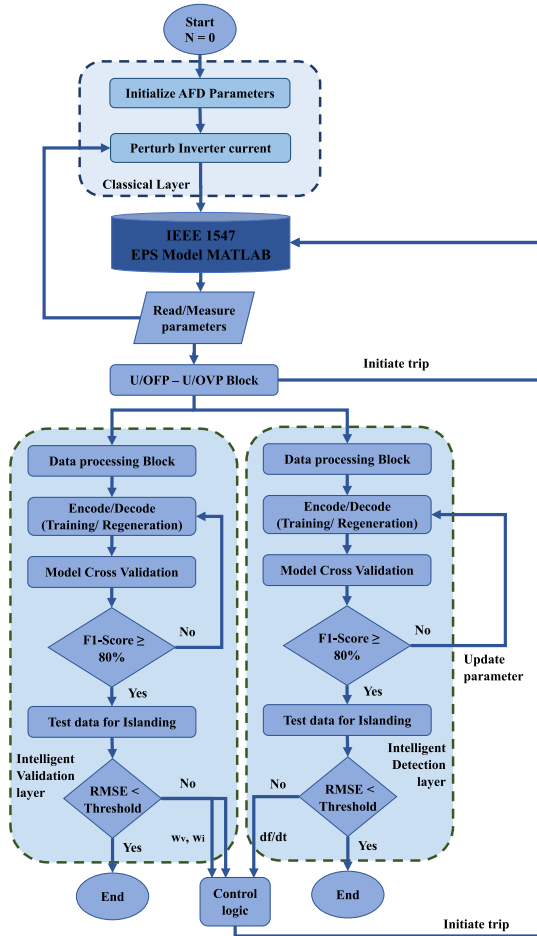 Start
N = 0
Initialize AFD Parameters
Perturb Inverter current
Classical Layer
IEEE 1547
EPS Model MATLAB
Read/Measure
parameters
U/OFP – U/OVP Block
Initiate trip
Data processing Block
Encode/Decode
(Training/ Regeneration)
Model Cross Validation
F1-Score ≥
80%
No
Yes
Test data for Islanding
Intelligent
Validation
layer
RMSE <
Threshold
No
Yes
wᵥ, wᵢ
End
Data processing Block
Encode/Decode
(Training/ Regeneration)
Model Cross Validation
F1-Score ≥
80%
No
Update
parameter
Yes
Test data for Islanding
Intelligent
Detection
layer
RMSE <
Threshold
No
Yes
df/dt
End
Control
logic
Initiate trip